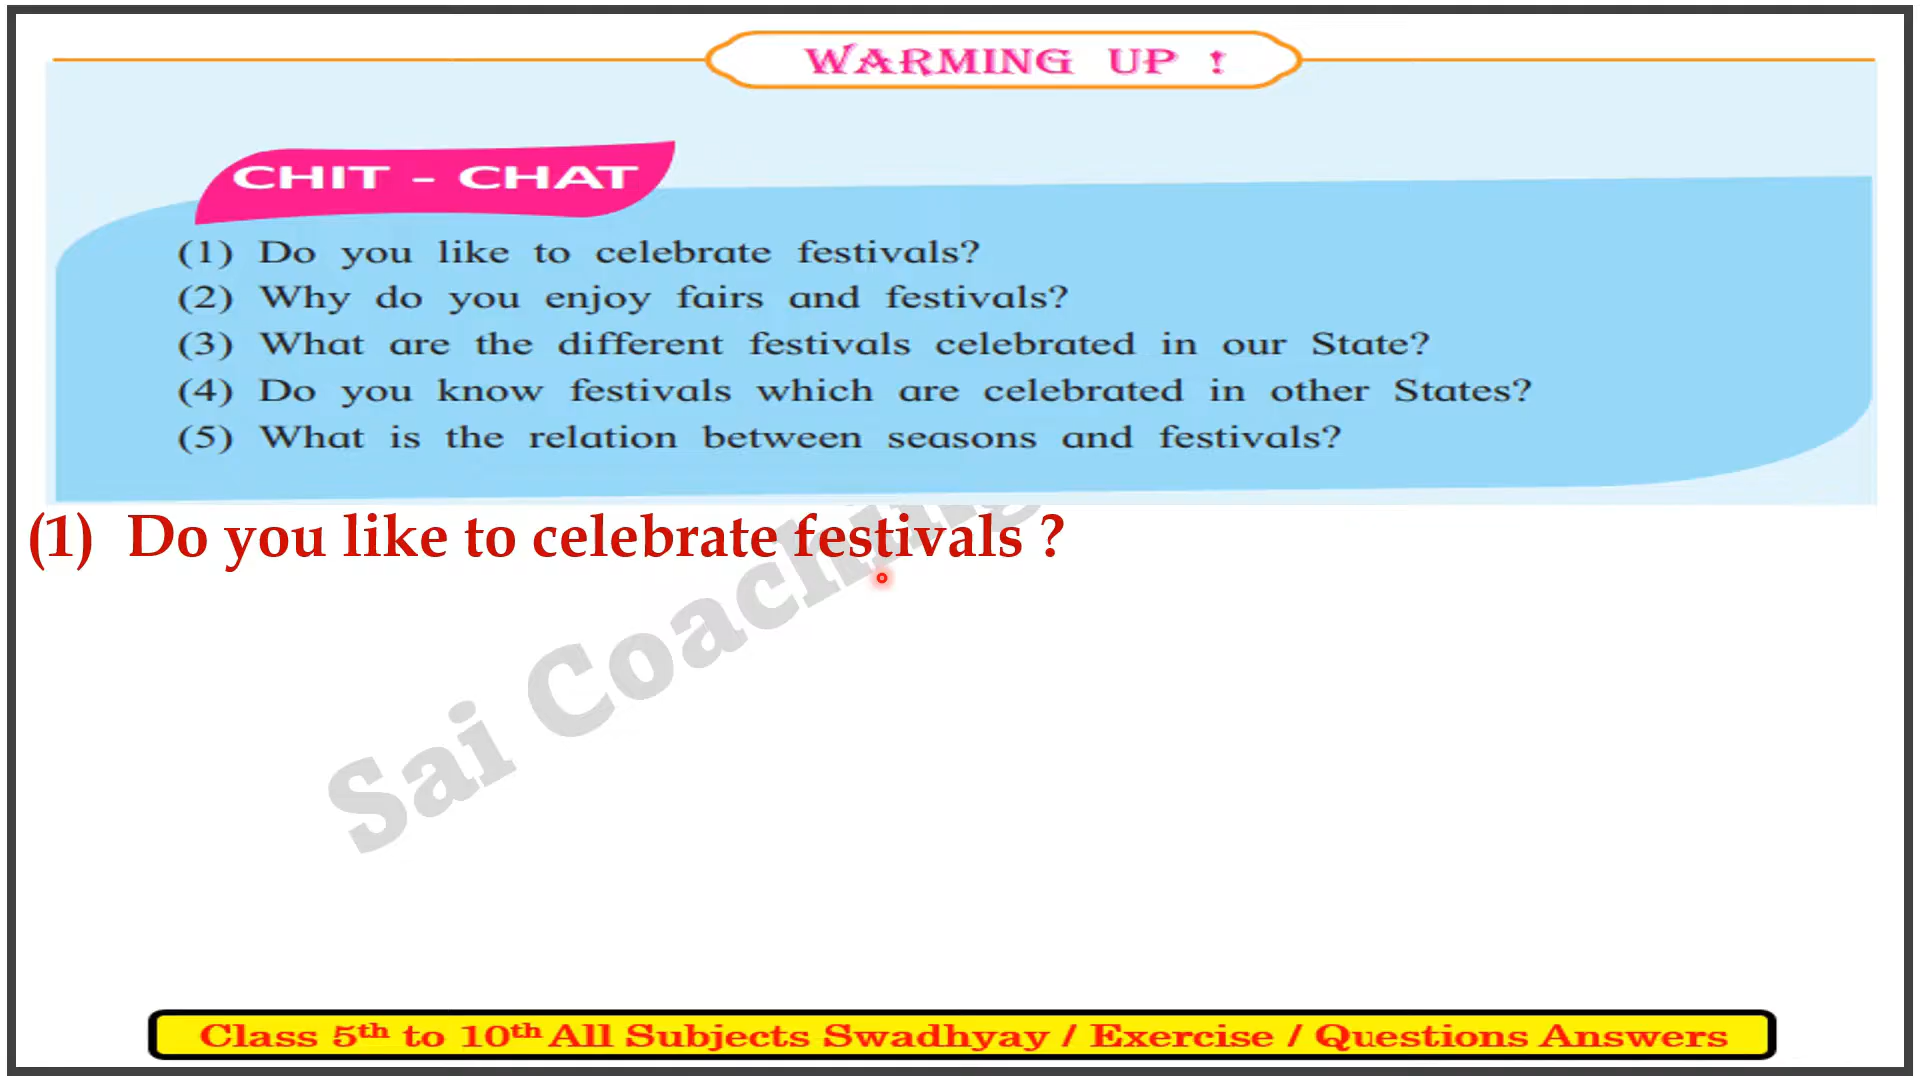 WARMING UP !
CHIT - CHAT
(1) Do you like to celebrate festivals?
(2) Why do you enjoy fairs and festivals?
(3) What are the different festivals celebrated in our State?
(4) Do you know festivals which are celebrated in other States?
(5) What is the relation between seasons and festivals?
(1) Do you like to celebrate festivals ?
Sai Coaching
Class 5th to 10th All Subjects Swadhyay / Exercise / Questions Answers